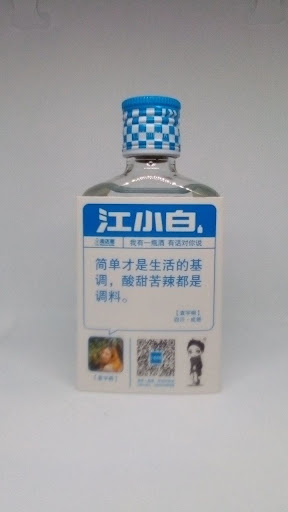 江小白
我有一瓶酒 有话对你说
简单才是生活的基
调，酸甜苦辣都是
调料。